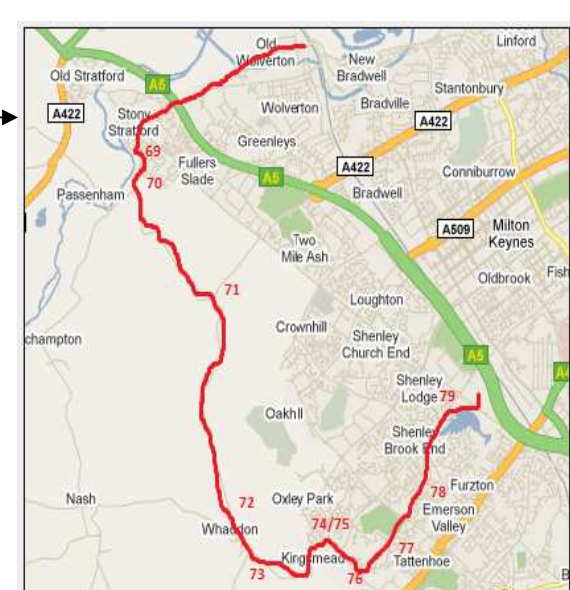 Linford
Old
Wolverton
New
Bradwell
Old Stratford
A5
Stantonbury
A422
Stony
Stratford
Wolverton
Bradville
A422
69
Greenleys
Fullers
Slade
A422
Conniburrow
70
A5
Passenham
Bradwell
A509
Milton
Keynes
Two
Mile Ash
Oldbrook
Fish
71
Loughton
champton
Crownhill
Shenley
Church End
A5
A4
Shenley
Lodge
79
Oakhill
Shenley
Brook End
Nash
72
Oxley Park
78
Furzton
Whaddon
74/75
Emerson
Valley
Kingsmead
77
Tattenhoe
73
76
B